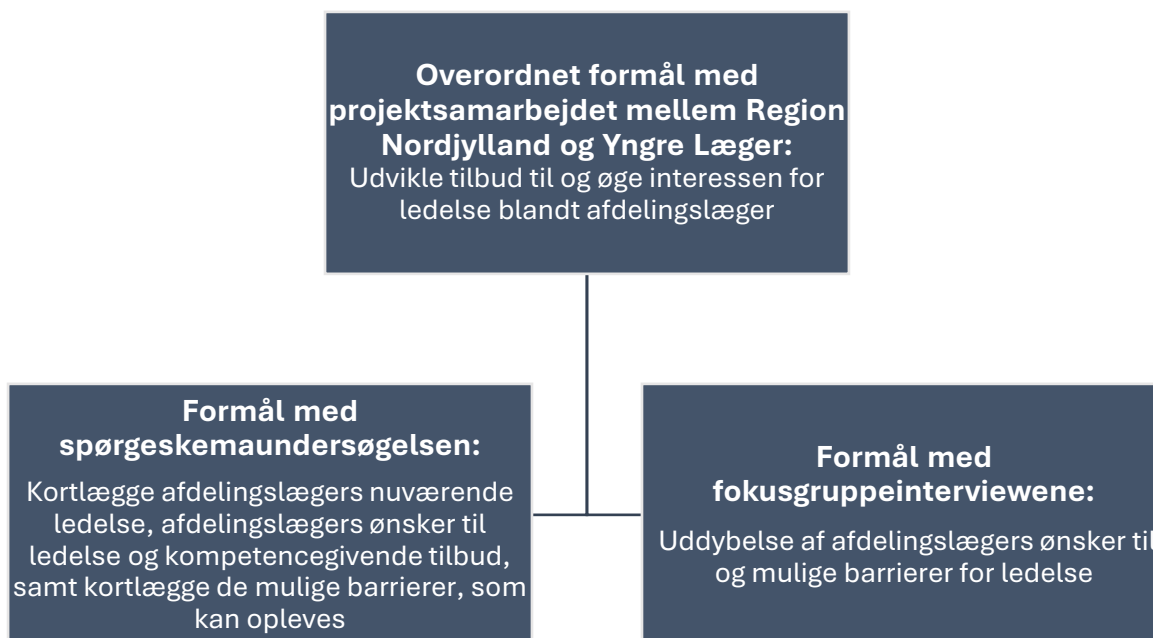 Overordnet formål med
projektsamarbejdet mellem Region
Nordjylland og Yngre Læger:
Udvikle tilbud til og øge interessen for
ledelse blandt afdelingslæger
Formål med
spørgeskemaundersøgelsen:
Kortlægge afdelingslægers nuværende
ledelse, afdelingslægers ønsker til
ledelse og kompetencegivende tilbud,
samt kortlægge de mulige barrierer, som
kan opleves
Formål med
fokusgruppeinterviewene:
Uddybelse af afdelingslægers ønsker til
og mulige barrierer for ledelse